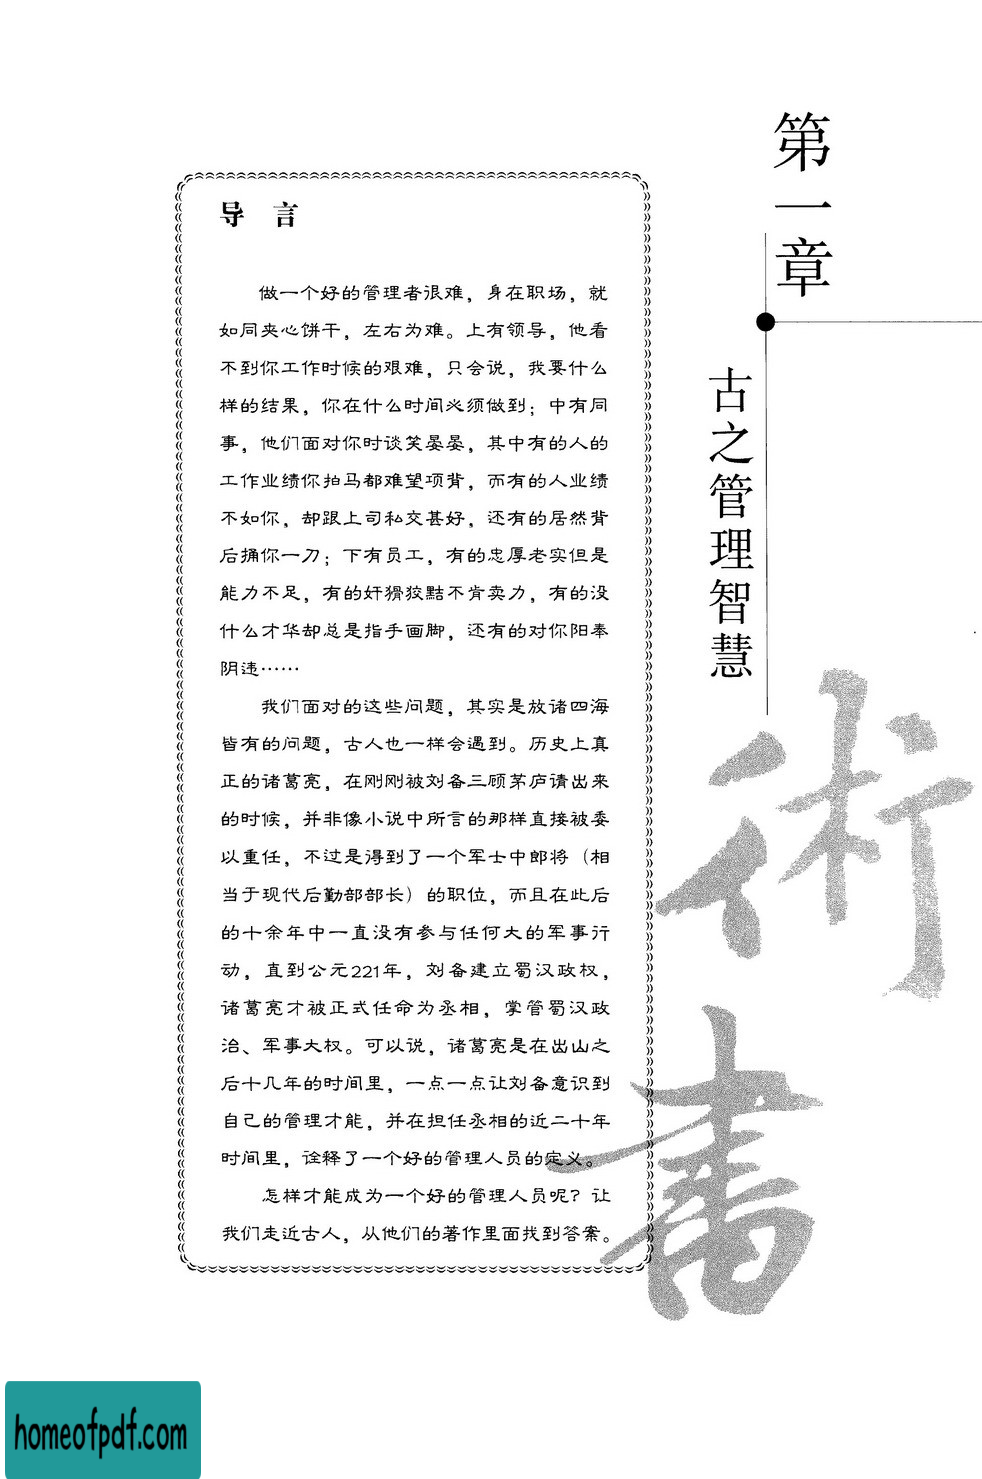 第一章
古之管理智慧
导 言
做一个好的管理者很难，身在职场，就
如同夹心饼干，左右为难。上有领导，他看
不到你工作时候的艰难，只会说，我要什么
样的结果，你在什么时间必须做到；中有同
事，他们面对你时谈笑晏晏，其中有的人的
工作业绩你拍马都难望项背，而有的人业绩
不如你，却跟上司私交甚好，还有的居然背
后捅你一刀；下有员工，有的忠厚老实但是
能力不足，有的奸猾狡黠不肯卖力，有的没
什么才华却总是指手画脚，还有的对你阳奉
阴违……
我们面对的这些问题，其实是放诸四海
皆有的问题，古人也一样会遇到。历史上真
正的诸葛亮，在刚刚被刘备三顾茅庐请出来
的时候，并非像小说中所言的那样直接被委
以重任，不过是得到了一个军士中郎将（相
当于现代后勤部部长）的职位，而且在此后
的十余年中一直没有参与任何大的军事行
动，直到公元221年，刘备建立蜀汉政权，
诸葛亮才被正式任命为丞相，掌管蜀汉政
治、军事大权。可以说，诸葛亮是在出山之
后十几年的时间里，一点一点让刘备意识到
自己的管理才能，并在担任丞相的近二十年
时间里，诠释了一个好的管理人员的定义。
怎样才能成为一个好的管理人员呢？让
我们走近古人，从他们的著作里面找到答案。
術
書
homeofpdf.com